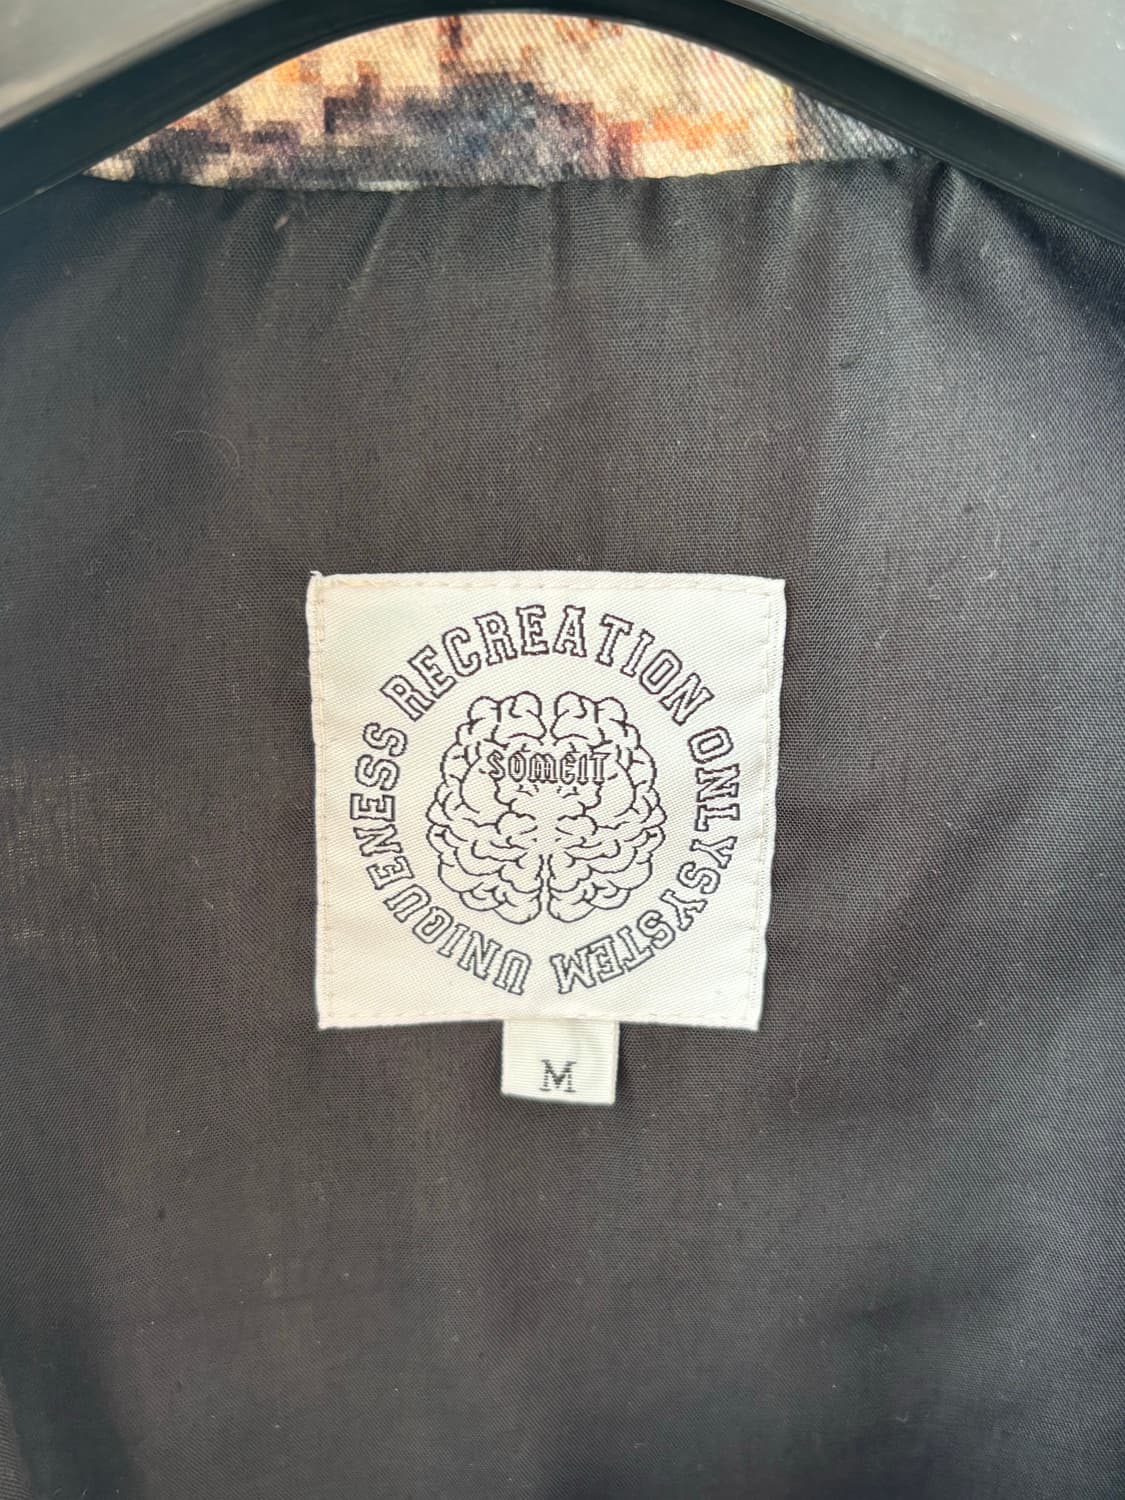 UNIQUENESS RECREATION ONLY SYSTEM
SOMEIT
M